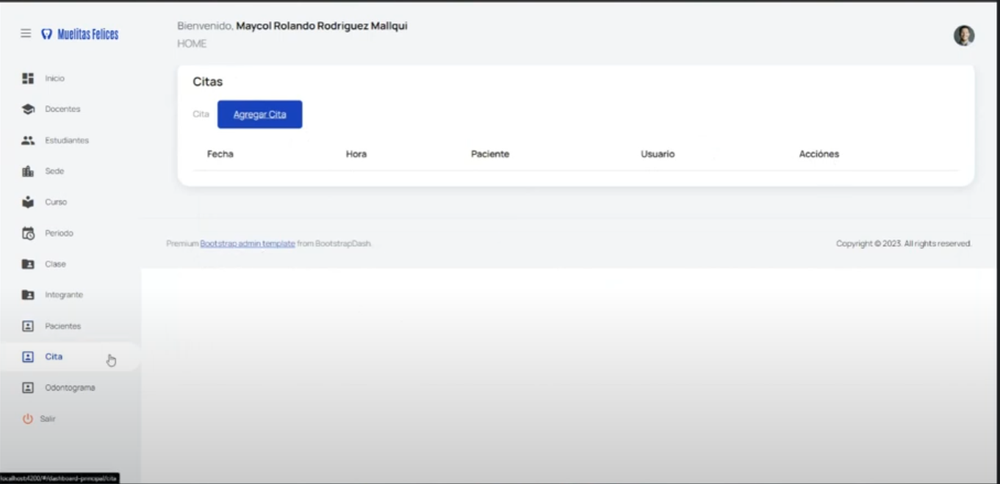 Muelitas Felices
Bienvenido, Maycol Rolando Rodriguez Mallqui
HOME
Inicio
Docentes
Estudiantes
Sede
Curso
Periodo
Clase
Integrante
Pacientes
Cita
Odontograma
Salir
Citas
Cita Agregar Cita
Fecha Hora Paciente Usuario Acciónes
Premium Bootstrap admin template from BootstrapDash.
Copyright © 2023. All rights reserved.
localhost:4200/#/dashboard-principal/cita